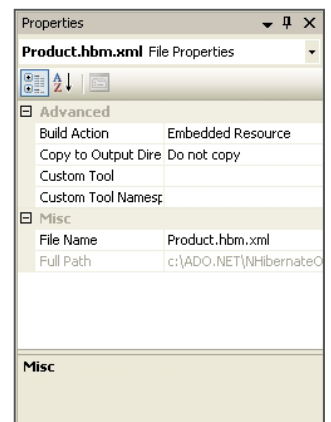 Properties
Product.hbm.xml File Properties
Advanced
Build Action Embedded Resource
Copy to Output Dire Do not copy
Custom Tool
Custom Tool Namesp
Misc
File Name Product.hbm.xml
Full Path c:\ADO.NET\NHibernateO
Misc